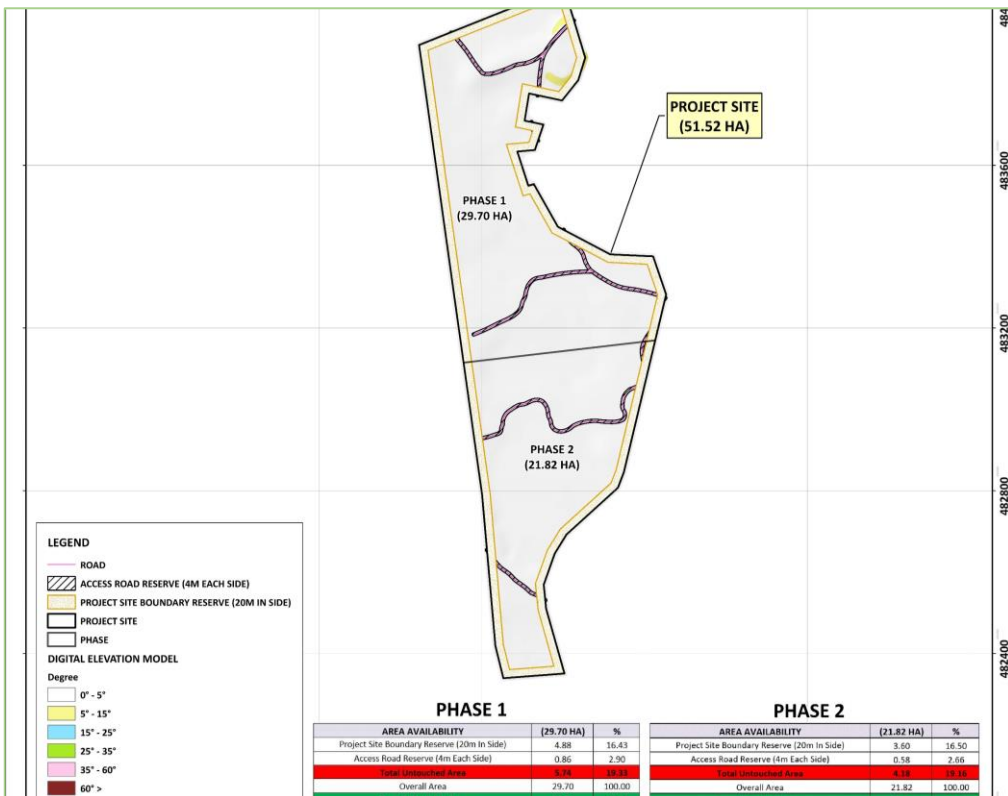 484
PROJECT SITE
(51.52 HA)
483600
PHASE 1
(29.70 HA)
483200
PHASE 2
(21.82 HA)
482800
482400
LEGEND
ROAD
ACCESS ROAD RESERVE (4M EACH SIDE)
PROJECT SITE BOUNDARY RESERVE (20M IN SIDE)
PROJECT SITE
PHASE
DIGITAL ELEVATION MODEL
Degree
0° - 5°
5° - 15°
15° - 25°
25° - 35°
35° - 60°
60° >
PHASE 1
AREA AVAILABILITY (29.70 HA) %
Project Site Boundary Reserve (20m In Side) 4.88 16.43
Access Road Reserve (4m Each Side) 0.86 2.90
Total Untouched Area 5.74 19.33
Overall Area 29.70 100.00
PHASE 2
AREA AVAILABILITY (21.82 HA) %
Project Site Boundary Reserve (20m In Side) 3.60 16.50
Access Road Reserve (4m Each Side) 0.58 2.66
Total Untouched Area 4.18 19.16
Overall Area 21.82 100.00